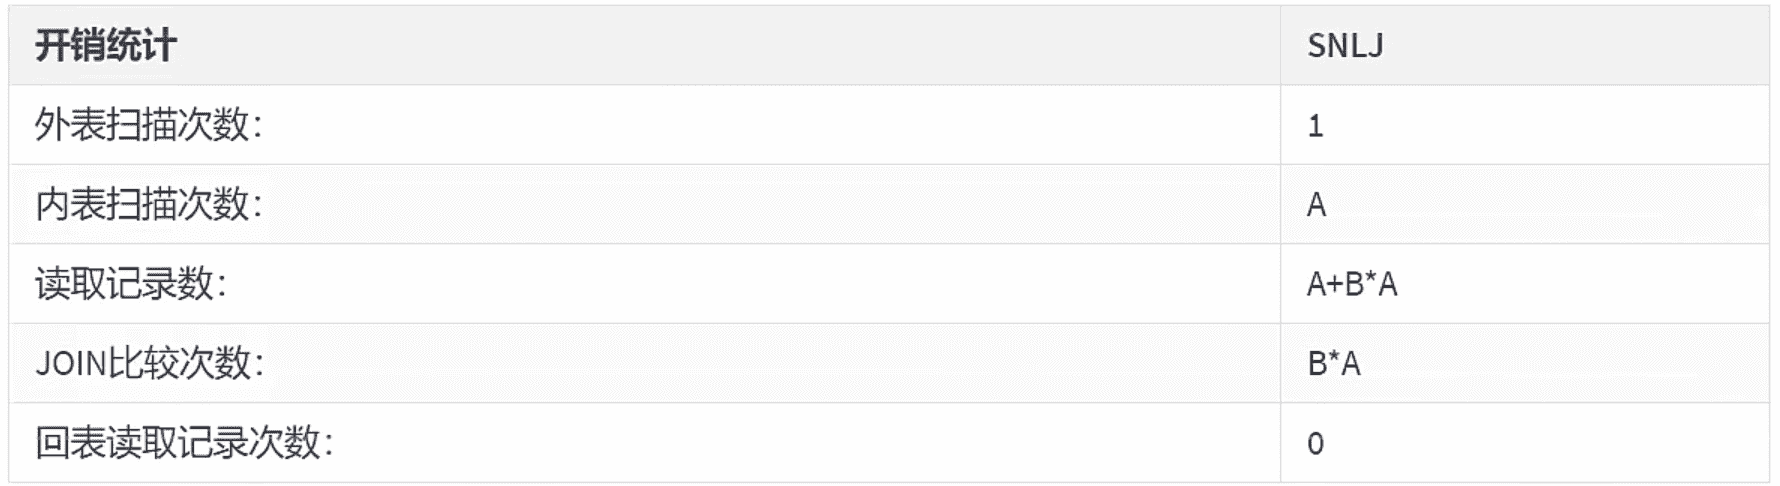 开销统计 SNLJ
外表扫描次数： 1
内表扫描次数： A
读取记录数： A+B*A
JOIN比较次数： B*A
回表读取记录次数： 0